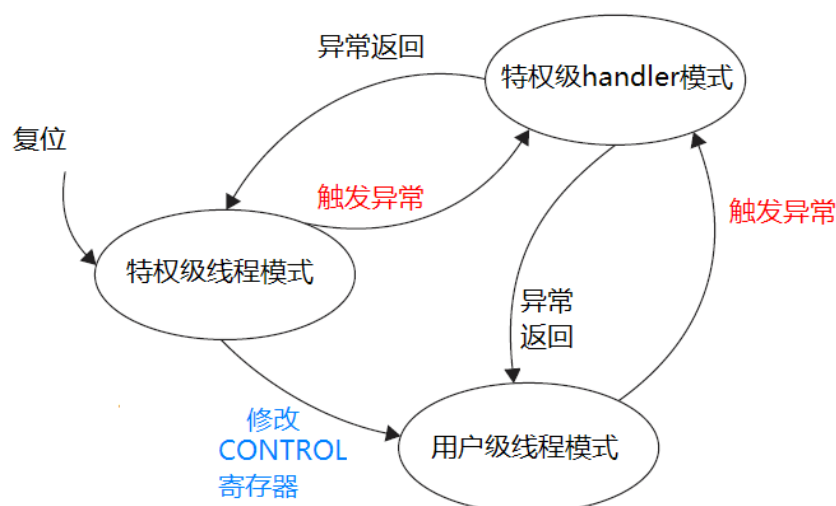 异常返回
特权级handler模式
复位
触发异常
触发异常
特权级线程模式
异常
返回
修改
CONTROL
寄存器
用户级线程模式